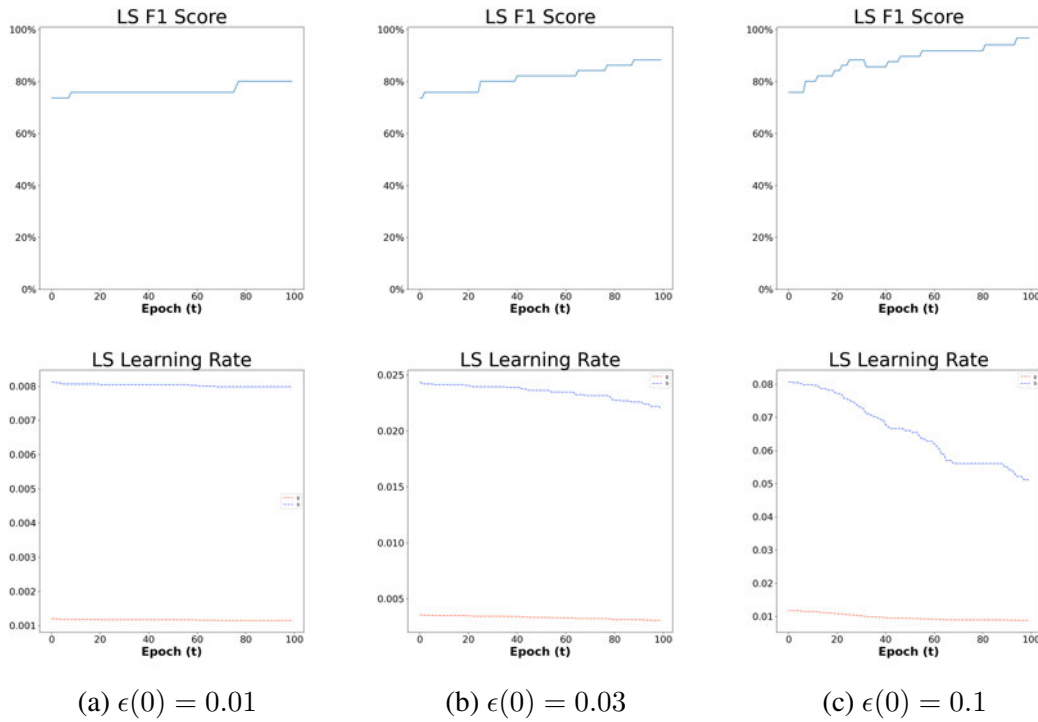 LS F1 Score LS F1 Score LS F1 Score
100% 100% 100%
80% 80% 80%
60% 60% 60%
40% 40% 40%
20% 20% 20%
0% 0% 0%
0 20 40 60 80 100 0 20 40 60 80 100 0 20 40 60 80 100
Epoch (t) Epoch (t) Epoch (t)
LS Learning Rate LS Learning Rate LS Learning Rate
0.008 0.025 0.08
0.007 0.020 0.07
0.006 0.015 0.06
0.005 0.010 0.05
0.004 0.005 0.04
0.003 0.03
0.002 0.02
0.001 0.01
0 20 40 60 80 100 0 20 40 60 80 100 0 20 40 60 80 100
Epoch (t) Epoch (t) Epoch (t)
(a) ϵ(0) = 0.01 (b) ϵ(0) = 0.03 (c) ϵ(0) = 0.1